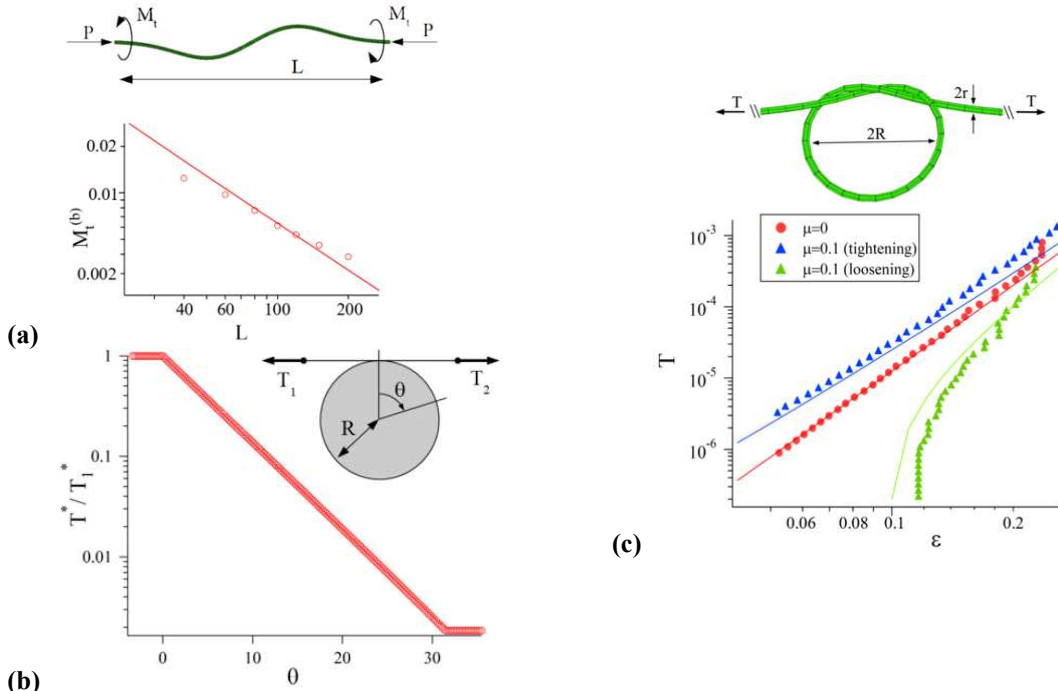 P
M_t
M_t
P
L
0.02
0.01
0.002
M_t^(b)
40
60
80
100
200
L
(a)
1
0.1
0.01
T^*/T_1^*
T_1
T_2
θ
R
0
10
20
30
θ
(b)
T
2r
T
2R
μ=0
μ=0.1 (tightening)
μ=0.1 (loosening)
10^-3
10^-4
10^-5
10^-6
T
0.06
0.08
0.1
0.2
ε
(c)